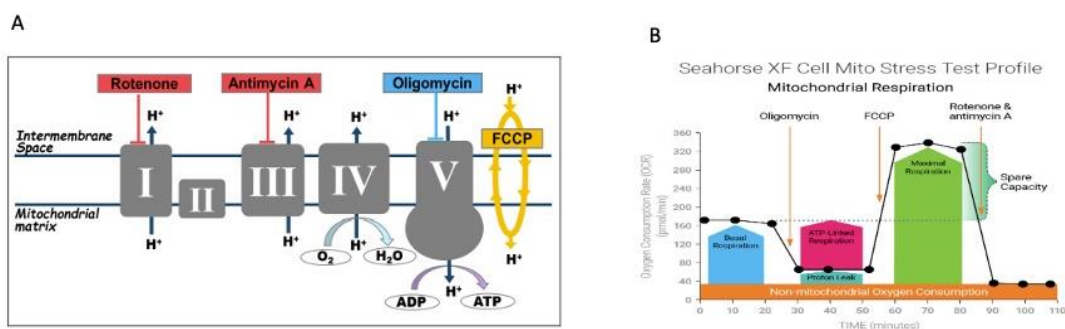 A
Rotenone
Antimycin A
Oligomycin
H⁺
H⁺
H⁺
H⁺
H⁺
Intermembrane
Space
FCCP
I
II
III
IV
V
Mitochondrial
matrix
H⁺
H⁺
H⁺
H⁺
O₂
H₂O
H⁺
ADP
ATP
B
Seahorse XF Cell Mito Stress Test Profile
Mitochondrial Respiration
Oligomycin
FCCP
Rotenone &
antimycin A
Oxygen Consumption Rate (OCR)
(pmol/min)
360
320
280
240
200
160
120
80
40
0
Basal
Respiration
ATP-Linked
Respiration
Proton Leak
Maximal
Respiration
Spare
Capacity
Non-mitochondrial Oxygen Consumption
0 10 20 30 40 50 60 70 80 90 100 110
TIME (minutes)